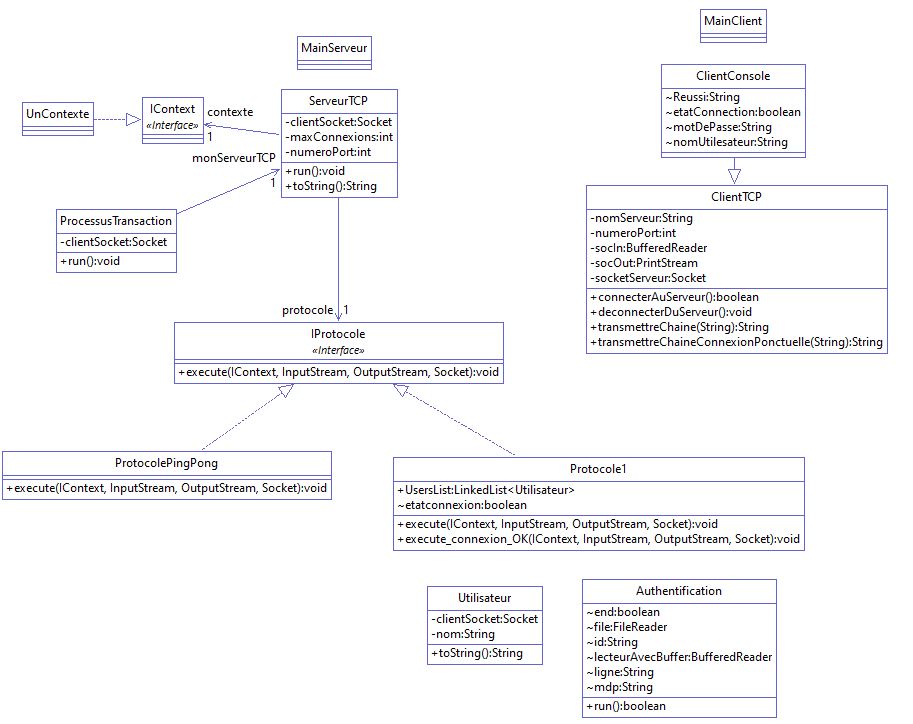 MainServeur
MainClient
UnContexte
IContext
«Interface»
contexte
1
ServeurTCP
-clientSocket:Socket
-maxConnexions:int
-numeroPort:int
+run():void
+toString():String
monServeurTCP
1
ProcessusTransaction
-clientSocket:Socket
+run():void
ClientConsole
~Reussi:String
~etatConnection:boolean
~motDePasse:String
~nomUtilesateur:String
ClientTCP
-nomServeur:String
-numeroPort:int
-socIn:BufferedReader
-socOut:PrintStream
-socketServeur:Socket
+connecterAuServeur():boolean
+deconnecterDuServeur():void
+transmettreChaine(String):String
+transmettreChaineConnexionPonctuelle(String):String
protocole
1
IProtocole
«Interface»
+execute(IContext, InputStream, OutputStream, Socket):void
ProtocolePingPong
+execute(IContext, InputStream, OutputStream, Socket):void
Protocole1
+UsersList:LinkedList<Utilisateur>
~etatconnexion:boolean
+execute(IContext, InputStream, OutputStream, Socket):void
+execute_connexion_OK(IContext, InputStream, OutputStream, Socket):void
Utilisateur
-clientSocket:Socket
-nom:String
+toString():String
Authentification
~end:boolean
~file:FileReader
~id:String
~lecteurAvecBuffer:BufferedReader
~ligne:String
~mdp:String
+run():boolean